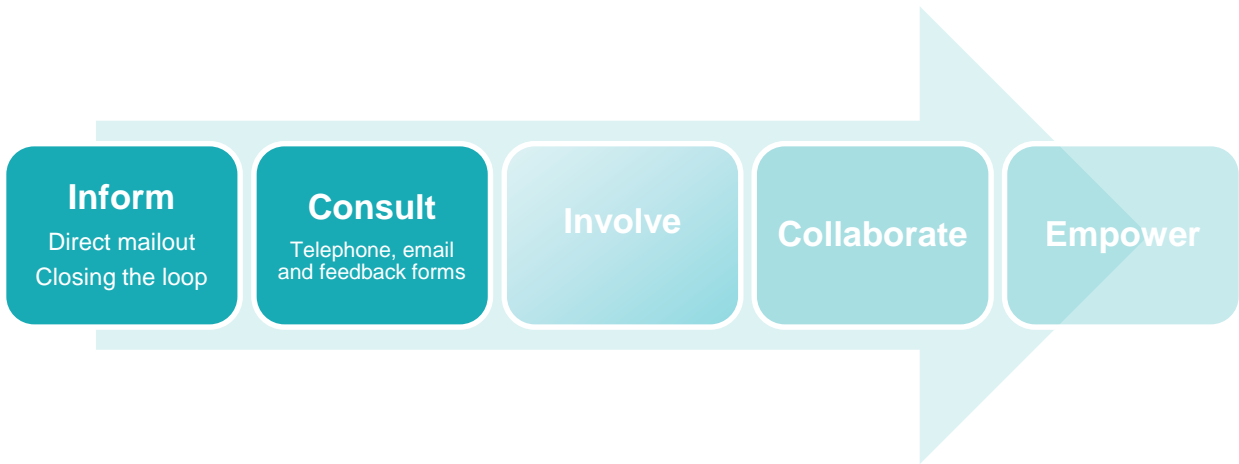 Inform
Direct mailout
Closing the loop
Consult
Telephone, email
and feedback forms
Involve
Collaborate
Empower